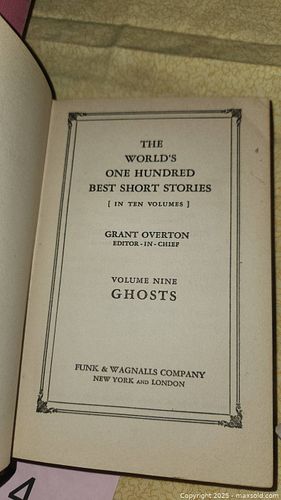 THE
WORLD'S
ONE HUNDRED
BEST SHORT STORIES
[ IN TEN VOLUMES ]
GRANT OVERTON
EDITOR-IN-CHIEF
VOLUME NINE
GHOSTS
FUNK & WAGNALLS COMPANY
NEW YORK AND LONDON
4
Copyright © 2025 - maxsold.com